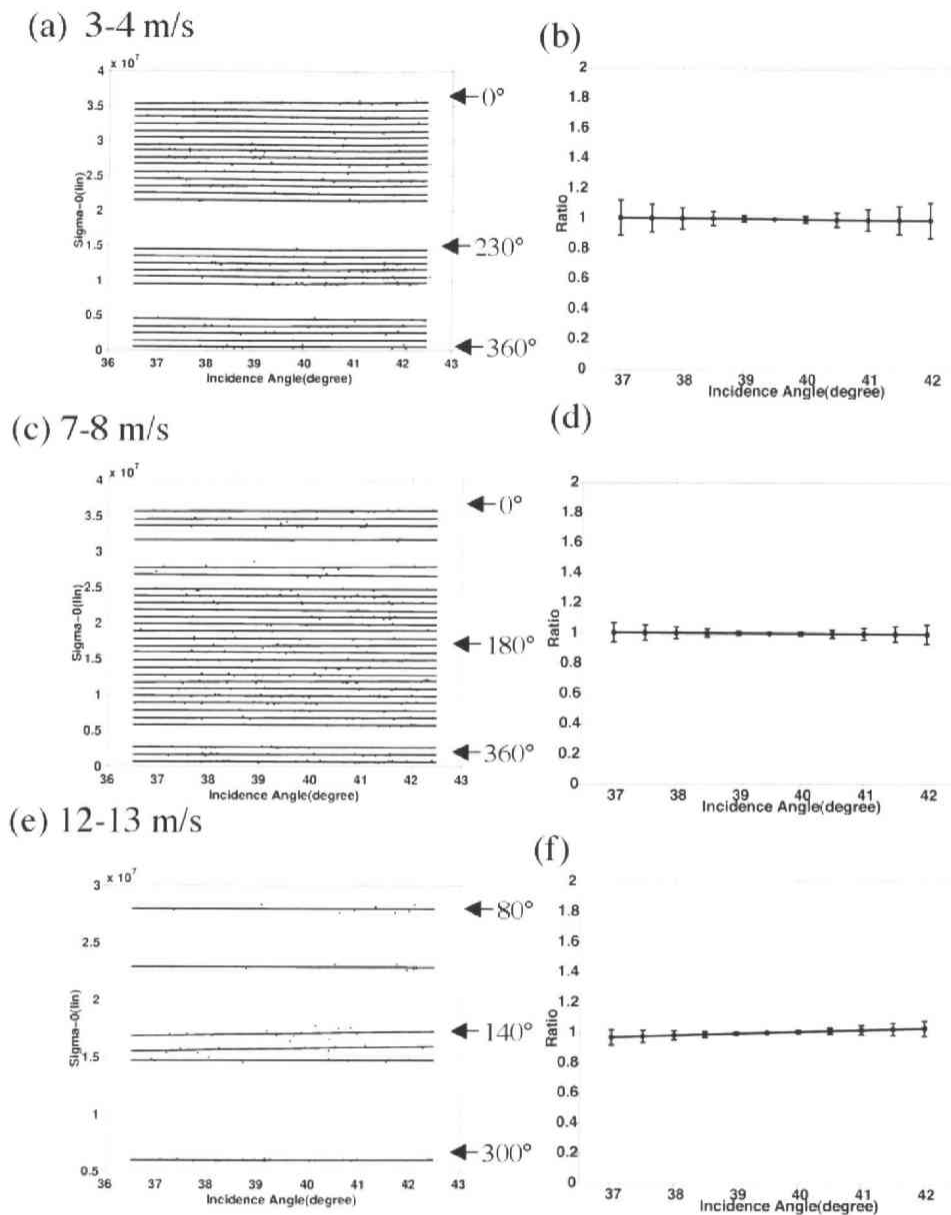 (a) 3-4 m/s
x 10^7
4
3.5
3
2.5
2
1.5
1
0.5
0
Sigma-0(lin)
36 37 38 39 40 41 42 43
Incidence Angle(degree)
0°
230°
360°
(b)
2
1.8
1.6
1.4
1.2
1
0.8
0.6
0.4
0.2
0
Ratio
37 38 39 40 41 42
Incidence Angle(degree)
(c) 7-8 m/s
x 10^7
4
3.5
3
2.5
2
1.5
1
0.5
0
Sigma-0(lin)
36 37 38 39 40 41 42 43
Incidence Angle(degree)
0°
180°
360°
(d)
2
1.8
1.6
1.4
1.2
1
0.8
0.6
0.4
0.2
0
Ratio
37 38 39 40 41 42
Incidence Angle(degree)
(e) 12-13 m/s
x 10^7
3
2.5
2
1.5
1
0.5
Sigma-0(lin)
36 37 38 39 40 41 42 43
Incidence Angle(degree)
80°
140°
300°
(f)
2
1.8
1.6
1.4
1.2
1
0.8
0.6
0.4
0.2
0
Ratio
37 38 39 40 41 42
Incidence Angle(degree)